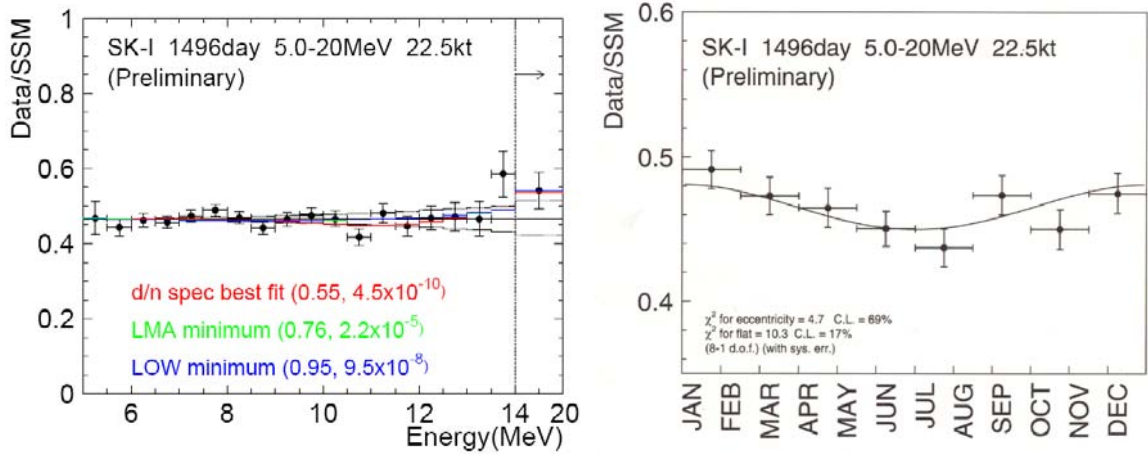 Data/SSM
1
0.8
0.6
0.4
0.2
0
SK-I 1496day 5.0-20MeV 22.5kt
(Preliminary)
d/n spec best fit (0.55, 4.5x10⁻¹⁰)
LMA minimum (0.76, 2.2x10⁻⁵)
LOW minimum (0.95, 9.5x10⁻⁸)
6 8 10 12 14 20
Energy(MeV)
Data/SSM
0.6
0.5
0.4
SK-I 1496day 5.0-20MeV 22.5kt
(Preliminary)
χ² for eccentricity = 4.7 C.L. = 69%
χ² for flat = 10.3 C.L. = 17%
(8-1 d.o.f.) (with sys. err.)
JAN FEB MAR APR MAY JUN JUL AUG SEP OCT NOV DEC